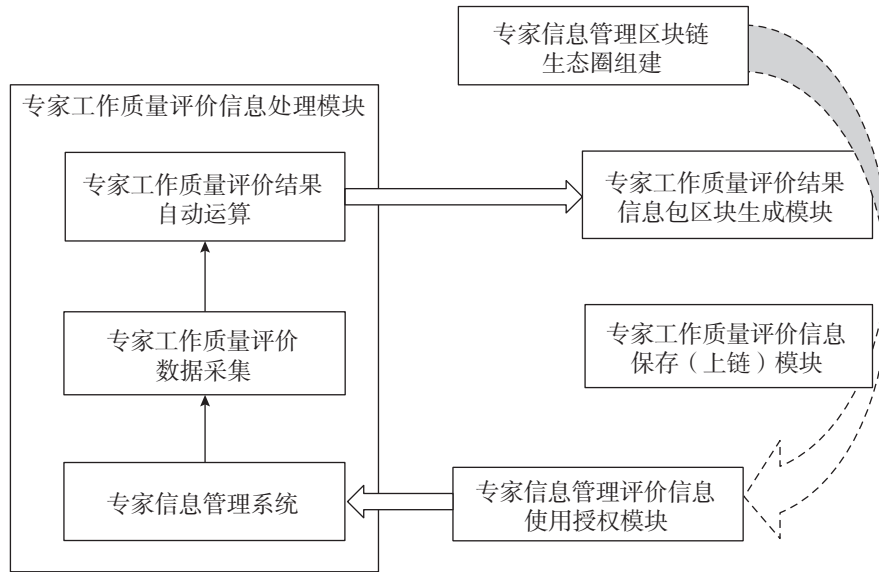 专家信息管理区块链
生态圈组建
专家工作质量评价信息处理模块
专家工作质量评价结果
自动运算
专家工作质量评价结果
信息包区块生成模块
专家工作质量评价
数据采集
专家工作质量评价信息
保存（上链）模块
专家信息管理系统
专家信息管理评价信息
使用授权模块